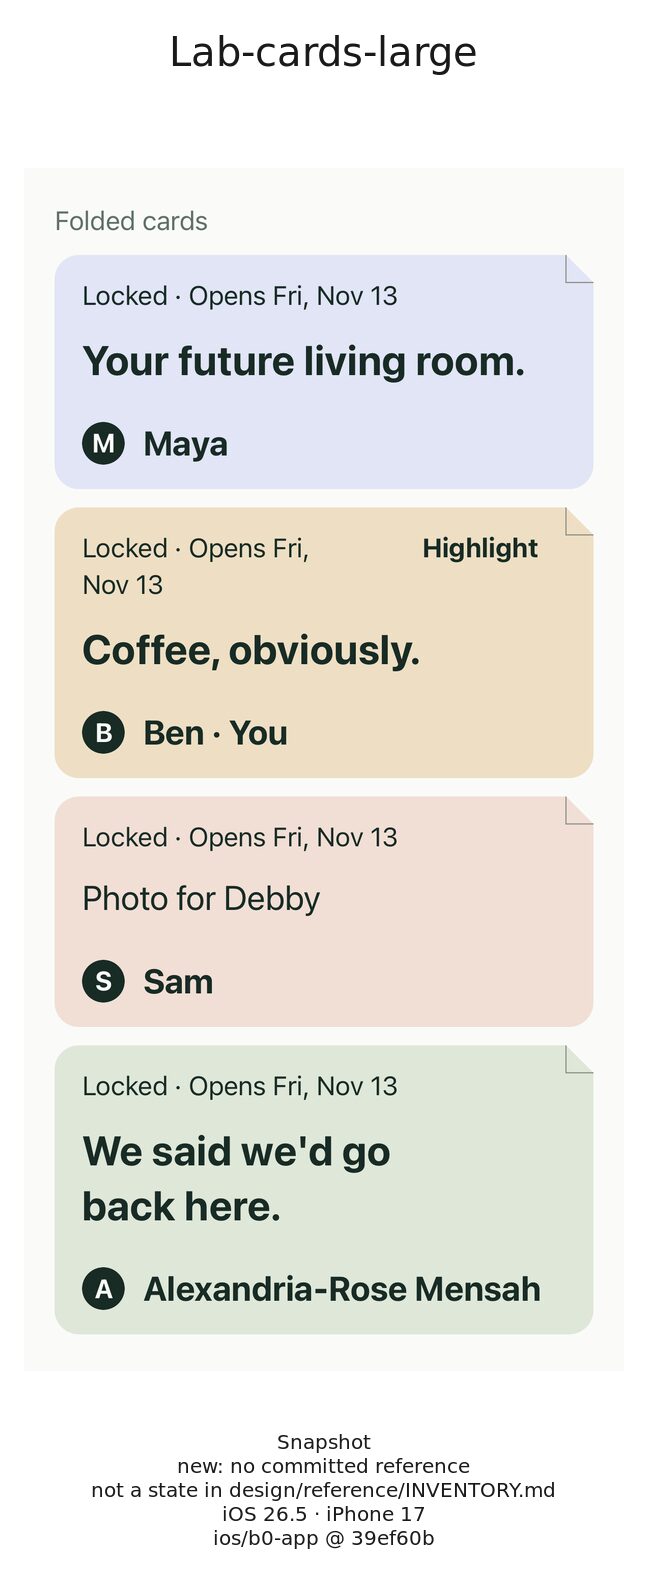 Lab-cards-large
Folded cards
Locked · Opens Fri, Nov 13
Your future living room.
M Maya
Locked · Opens Fri, Highlight
Nov 13
Coffee, obviously.
B Ben · You
Locked · Opens Fri, Nov 13
Photo for Debby
S Sam
Locked · Opens Fri, Nov 13
We said we'd go
back here.
A Alexandria-Rose Mensah
Snapshot
new: no committed reference
not a state in design/reference/INVENTORY.md
iOS 26.5 · iPhone 17
ios/b0-app @ 39ef60b